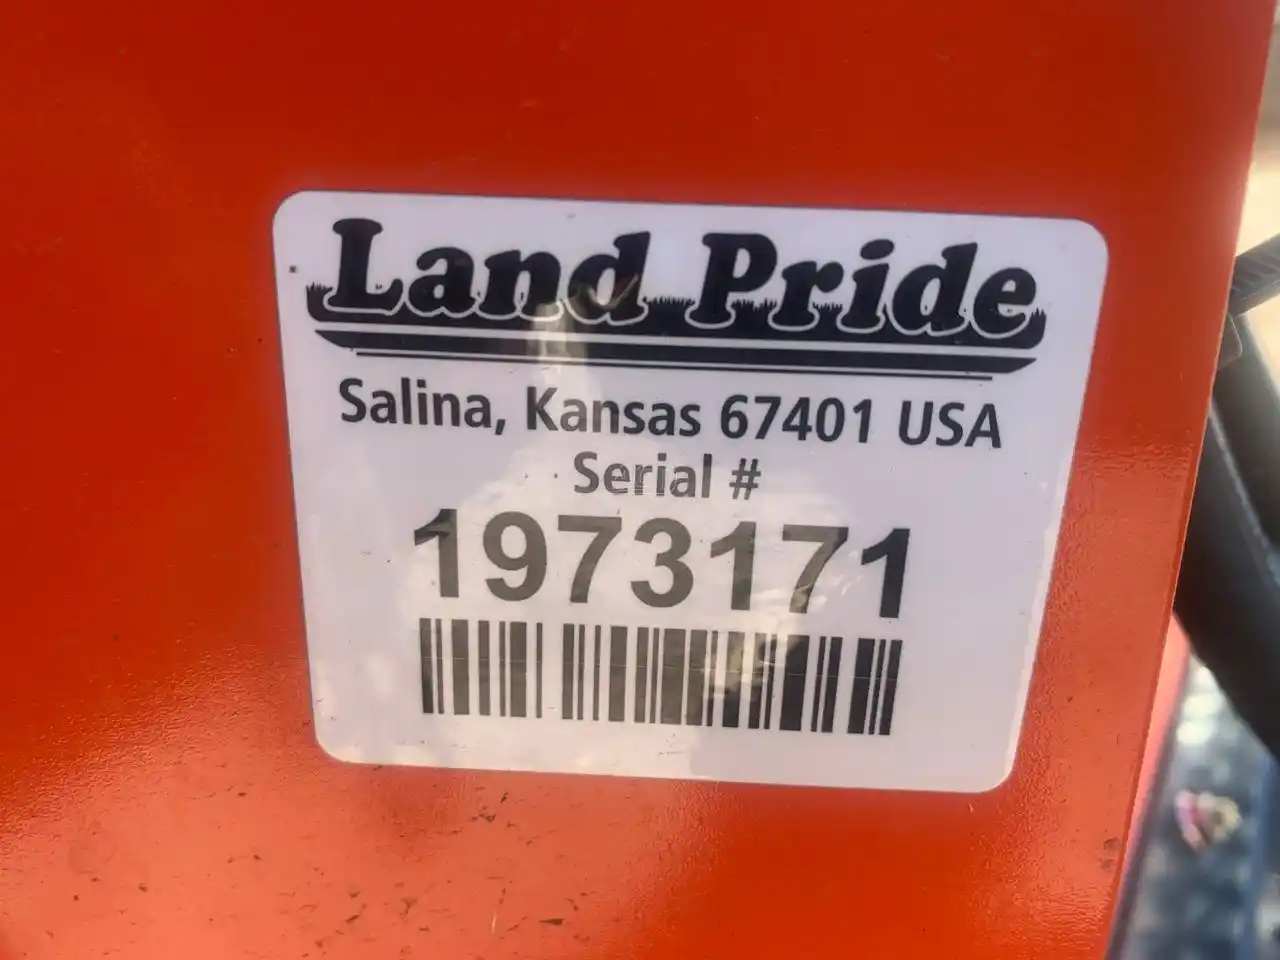 Land Pride
Salina, Kansas 67401 USA
Serial #
1973171